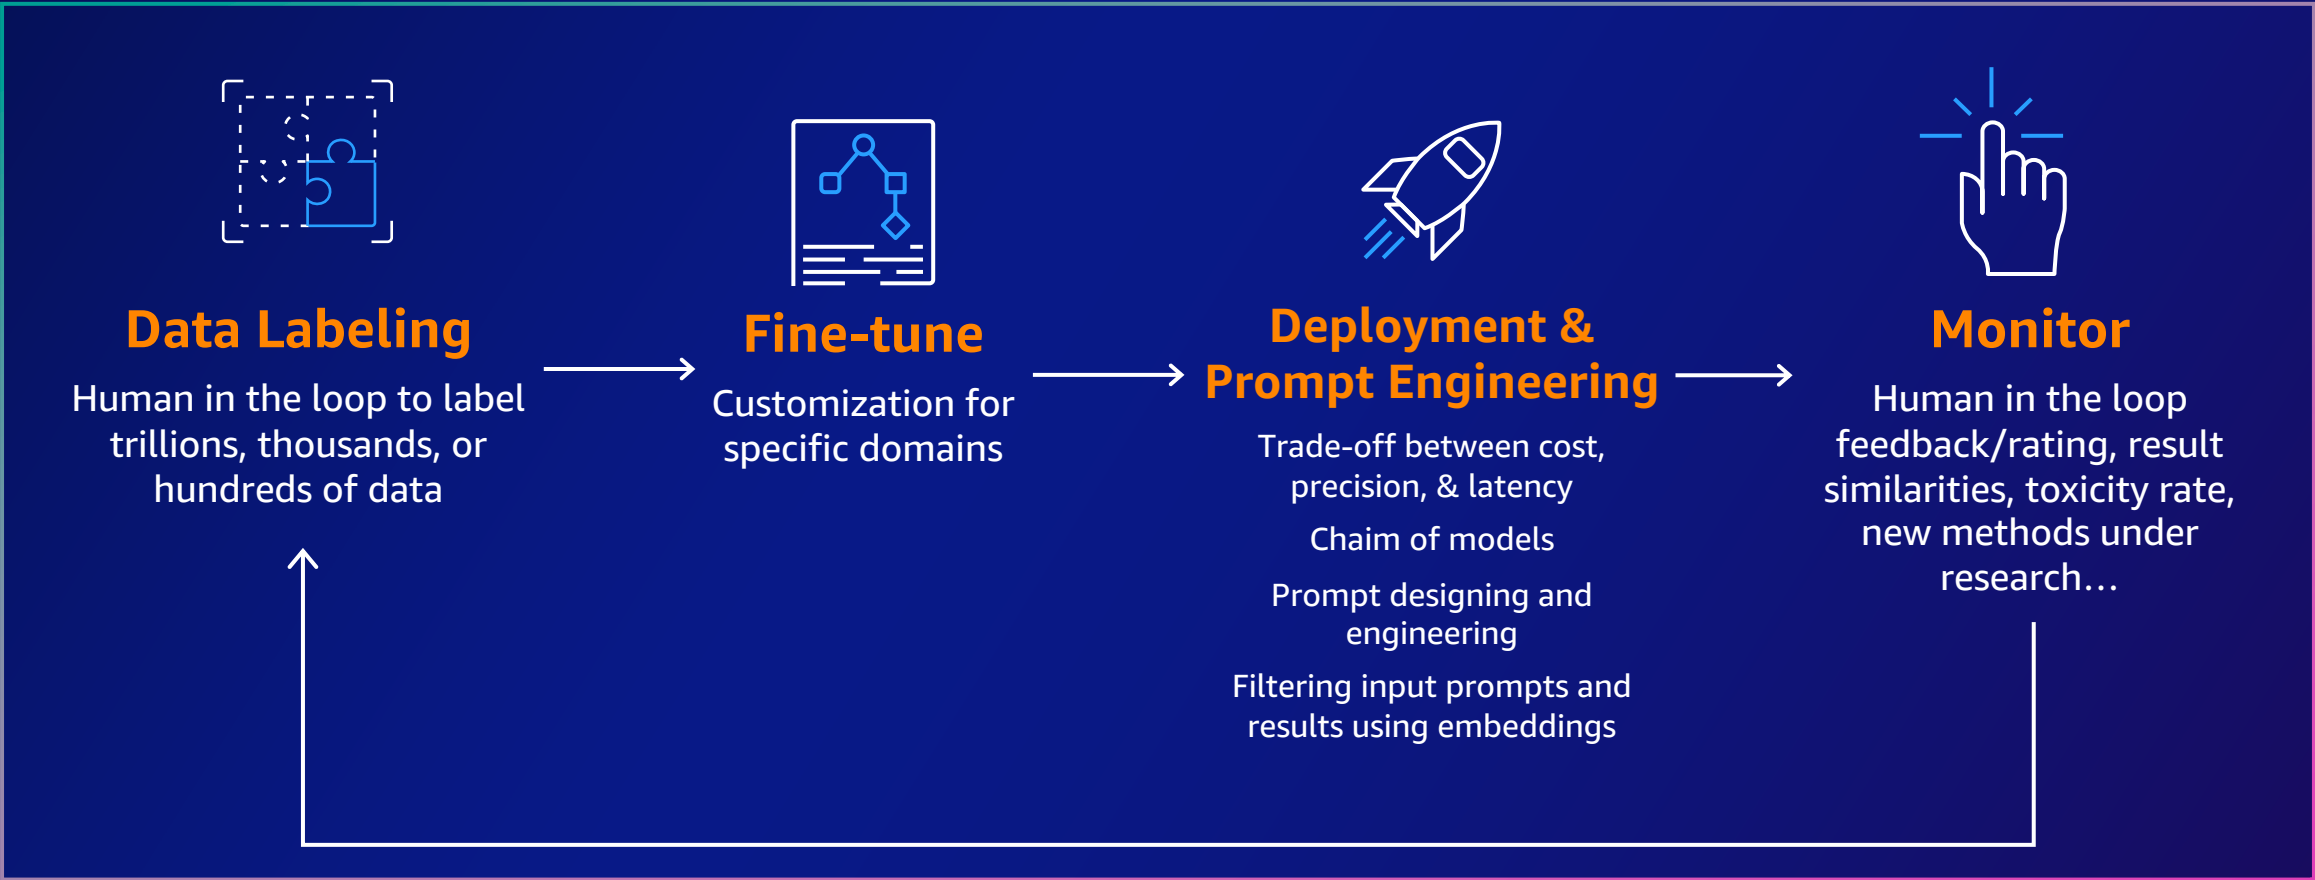 Data Labeling
Human in the loop to label
trillions, thousands, or
hundreds of data
Fine-tune
Customization for
specific domains
Deployment &
Prompt Engineering
Trade-off between cost,
precision, & latency
Chaim of models
Prompt designing and
engineering
Filtering input prompts and
results using embeddings
Monitor
Human in the loop
feedback/rating, result
similarities, toxicity rate,
new methods under
research...